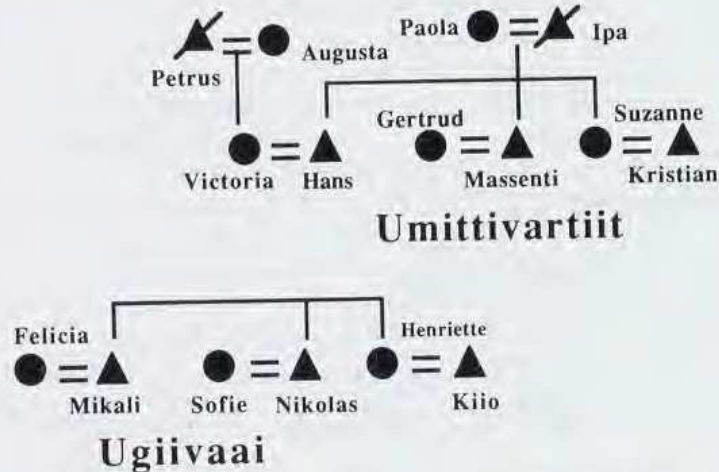 Paola
Ipa
Petrus
Augusta
Suzanne
Gertrud
Victoria
Hans
Massenti
Kristian
Umittivartiit
Felicia
Henriette
Mikali
Sofie
Nikolas
Kiio
Ugiivaai